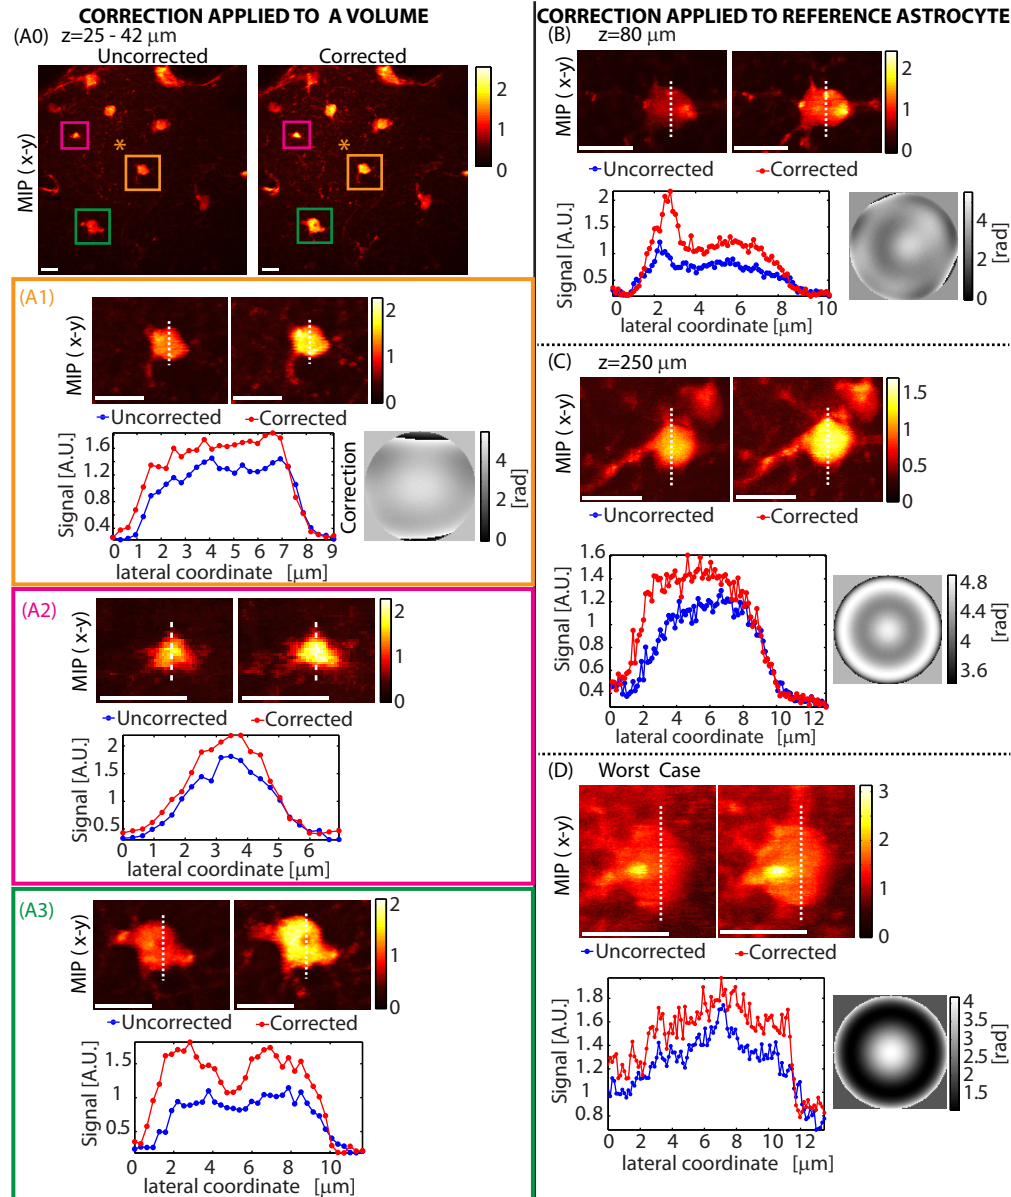 CORRECTION APPLIED TO A VOLUME
(A0) z=25 - 42 μm
Uncorrected Corrected
MIP ( x-y)
*
*
2
1
0
(A1)
MIP ( x-y)
2
1
0
Uncorrected Corrected
Signal [A.U.]
1.6
1.2
0.8
0.4
0 1 2 3 4 5 6 7 8 9
lateral coordinate [μm]
Correction
4
2
0
[rad]
(A2)
MIP ( x-y)
2
1
0
Uncorrected Corrected
Signal [A.U.]
2
1.5
1
0.5
0 1 2 3 4 5 6
lateral coordinate [μm]
(A3)
MIP ( x-y)
2
1
0
Uncorrected Corrected
Signal [A.U.]
1.5
1
0.5
0 2 4 6 8 10
lateral coordinate [μm]
CORRECTION APPLIED TO REFERENCE ASTROCYTE
(B) z=80 μm
MIP ( x-y)
2
1
0
Uncorrected Corrected
Signal [A.U.]
2
1.5
1
0.5
0 2 4 6 8 10
lateral coordinate [μm]
4
2
0
[rad]
(C) z=250 μm
MIP ( x-y)
1.5
1
0.5
0
Uncorrected Corrected
Signal [A.U.]
1.6
1.4
1.2
1.0
0.8
0.6
0.4
0 2 4 6 8 10 12
lateral coordinate [μm]
4.8
4.4
4
3.6
[rad]
(D) Worst Case
MIP ( x-y)
3
2
1
0
Uncorrected Corrected
Signal [A.U.]
1.8
1.6
1.4
1.2
1
0.8
0 2 4 6 8 10 12
lateral coordinate [μm]
4
3.5
3
2.5
2
1.5
[rad]